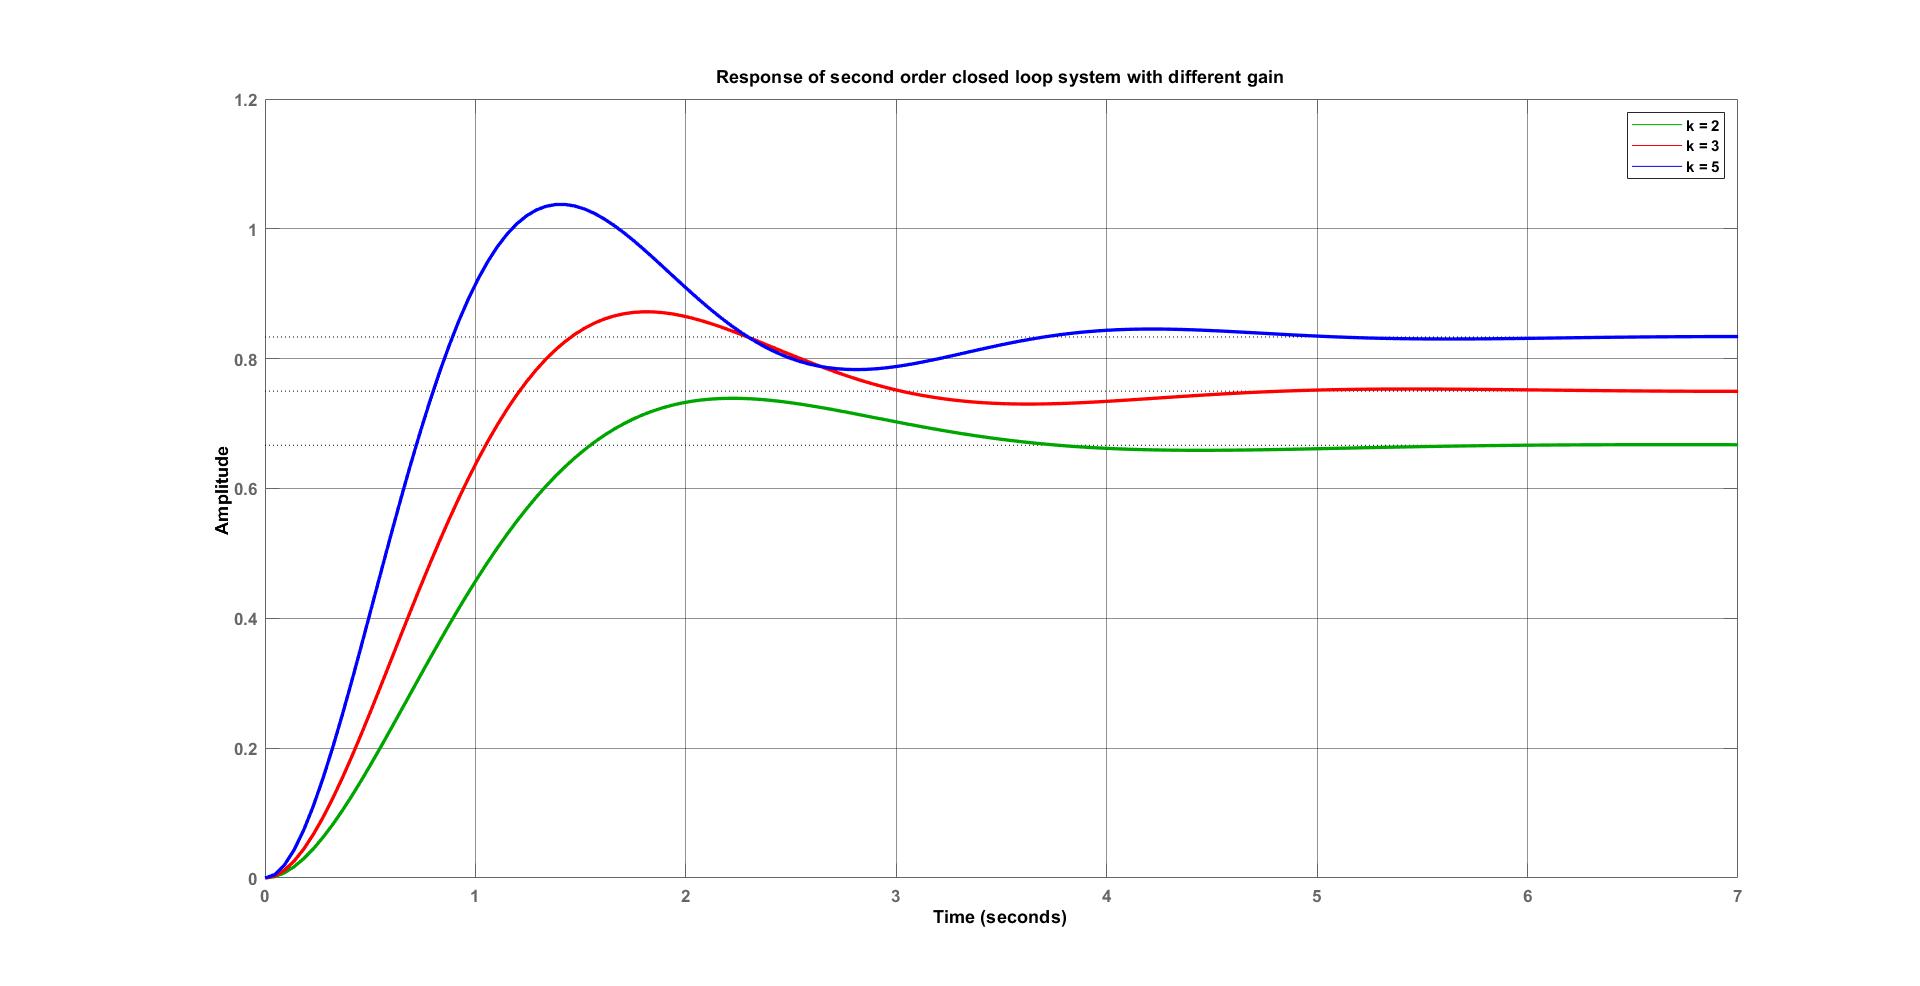 Response of second order closed loop system with different gain
1.2
1
0.8
0.6
0.4
0.2
0
Amplitude
k = 2
k = 3
k = 5
0 1 2 3 4 5 6 7
Time (seconds)